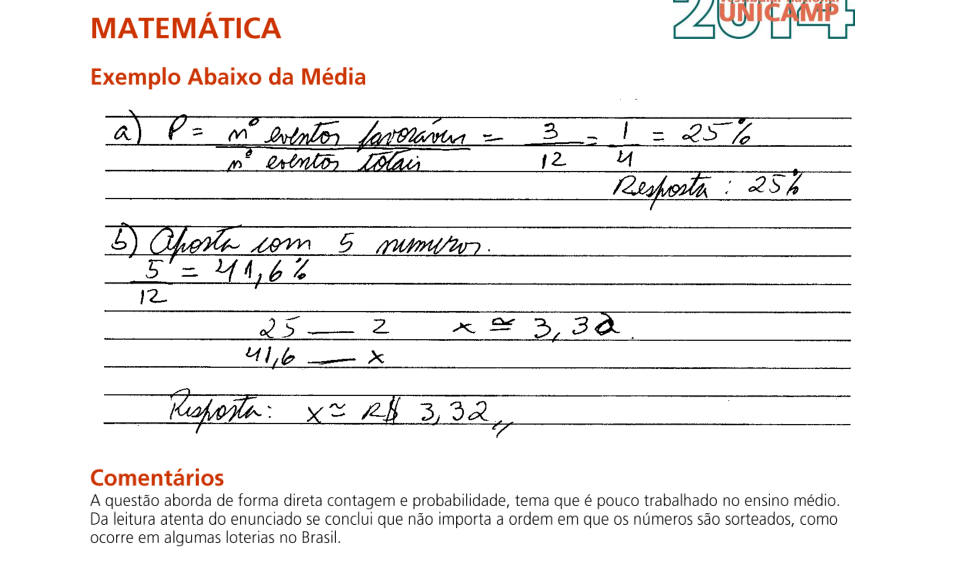 2014
UNICAMP
MATEMÁTICA
Exemplo Abaixo da Média
a) P = nº eventos favoráveis = 3 = 1 = 25%
nº eventos totais 12 4
Resposta : 25%
b) Aposta com 5 números.
5 = 41,6%
12
25 — 2 x ≅ 3,32.
41,6 — x
Resposta: x ≃ R$ 3,32,,
Comentários
A questão aborda de forma direta contagem e probabilidade, tema que é pouco trabalhado no ensino médio.
Da leitura atenta do enunciado se conclui que não importa a ordem em que os números são sorteados, como
ocorre em algumas loterias no Brasil.